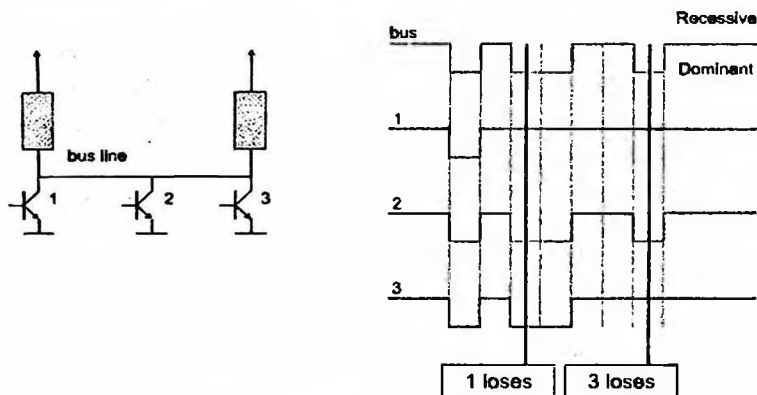 bus line
1
2
3
bus
Recessive
Dominant
1
2
3
1 loses
3 loses